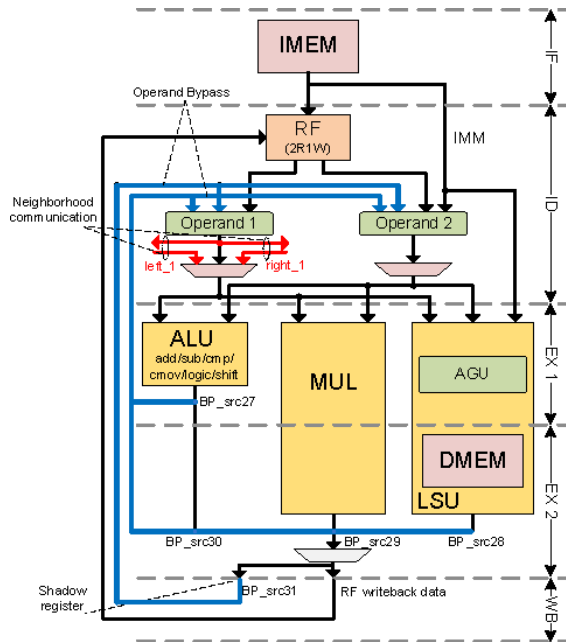 IMEM
IF
Operand Bypass
RF
(2R1W)
IMM
ID
Neighborhood
communication
Operand 1
Operand 2
left_1
right_1
ALU
add/sub/cmp/
cmov/logic/shift
MUL
AGU
EX 1
BP_src27
DMEM
LSU
EX 2
BP_src30
BP_src29
BP_src28
Shadow
register
BP_src31
RF writeback data
WB